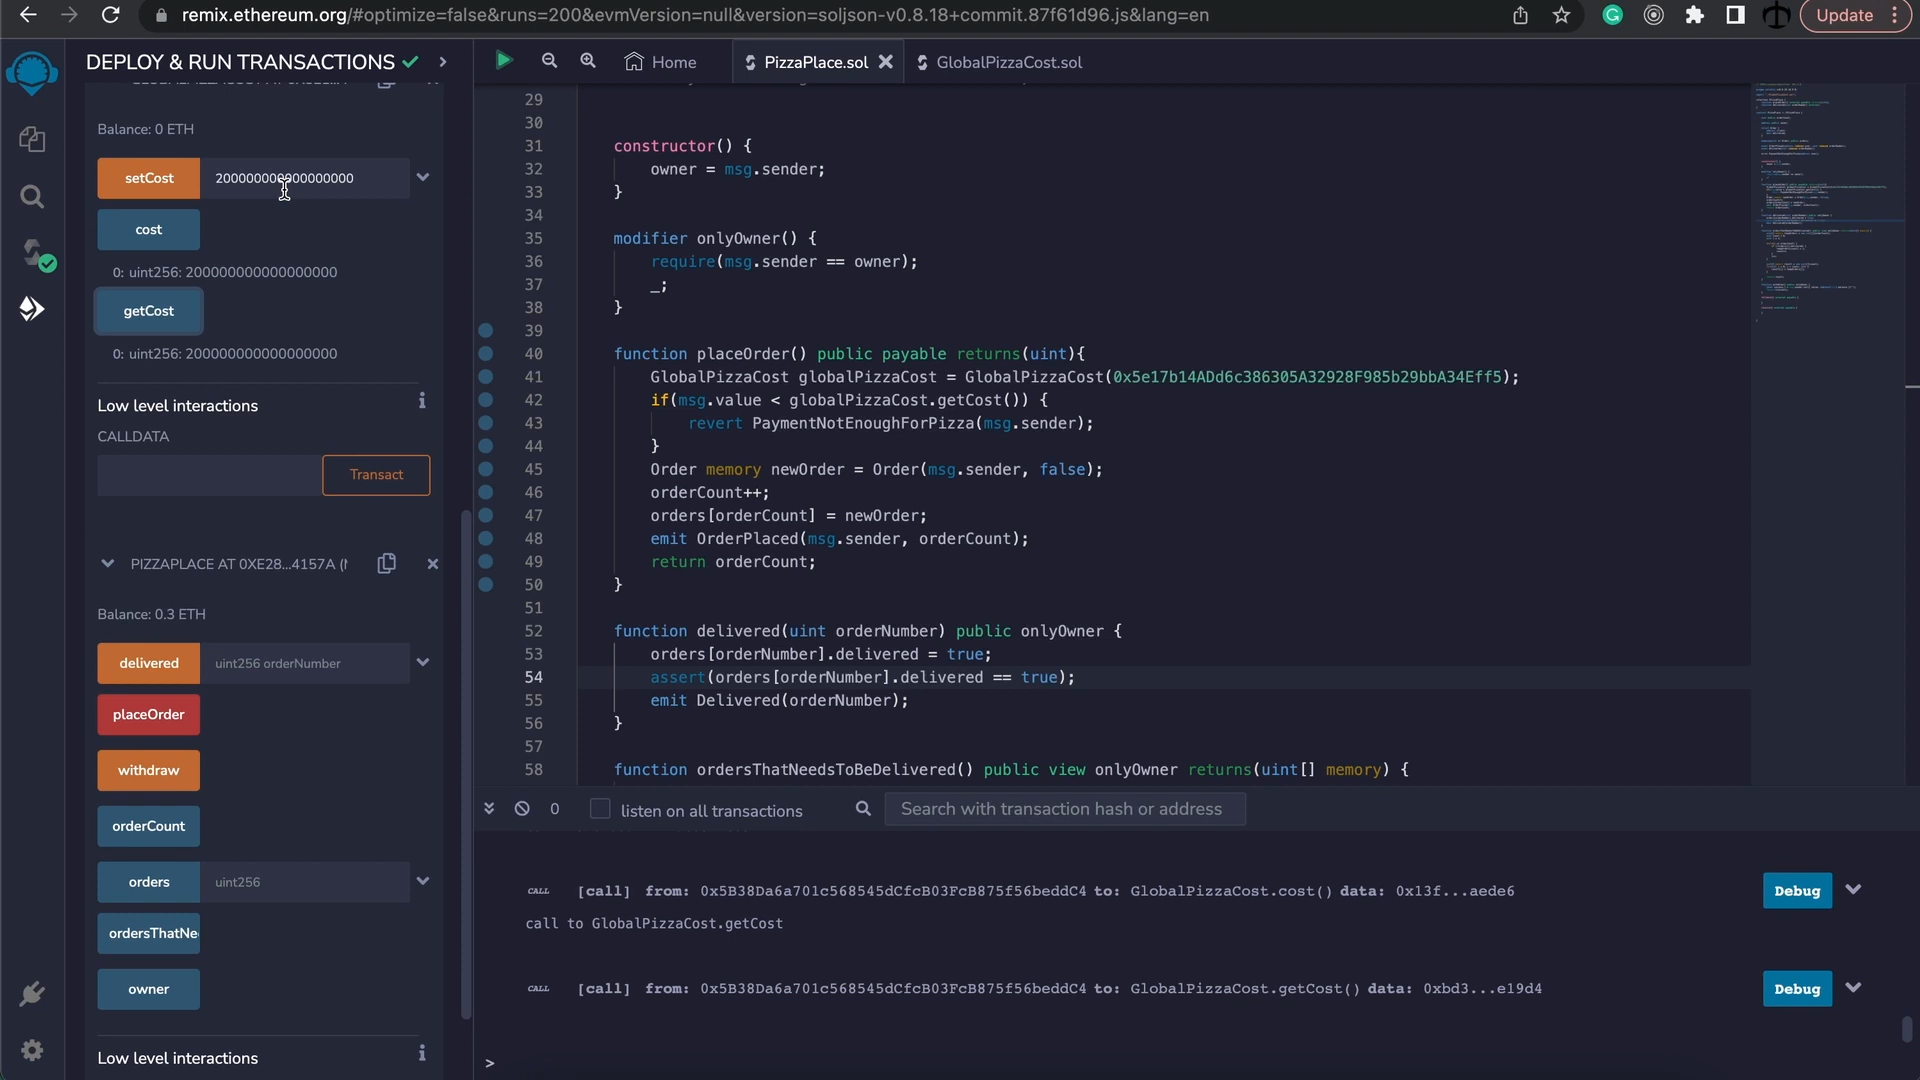 remix.ethereum.org/#optimize=false&runs=200&evmVersion=null&version=soljson-v0.8.18+commit.87f61d96.js&lang=en
Update
DEPLOY & RUN TRANSACTIONS
Home
PizzaPlace.sol
GlobalPizzaCost.sol
Balance: 0 ETH
setCost
200000000000000000
cost
0: uint256: 200000000000000000
getCost
0: uint256: 200000000000000000
Low level interactions
CALLDATA
Transact
PIZZAPLACE AT 0XE28...4157A (
Balance: 0.3 ETH
delivered
uint256 orderNumber
placeOrder
withdraw
orderCount
orders
uint256
ordersThatNe
owner
Low level interactions
29
30
31 constructor() {
32 owner = msg.sender;
33 }
34
35 modifier onlyOwner() {
36 require(msg.sender == owner);
37 _;
38 }
39
40 function placeOrder() public payable returns(uint){
41 GlobalPizzaCost globalPizzaCost = GlobalPizzaCost(0x5e17b14ADd6c386305A32928F985b29bbA34Eff5);
42 if(msg.value < globalPizzaCost.getCost()) {
43 revert PaymentNotEnoughForPizza(msg.sender);
44 }
45 Order memory newOrder = Order(msg.sender, false);
46 orderCount++;
47 orders[orderCount] = newOrder;
48 emit OrderPlaced(msg.sender, orderCount);
49 return orderCount;
50 }
51
52 function delivered(uint orderNumber) public onlyOwner {
53 orders[orderNumber].delivered = true;
54 assert(orders[orderNumber].delivered == true);
55 emit Delivered(orderNumber);
56 }
57
58 function ordersThatNeedsToBeDelivered() public view onlyOwner returns(uint[] memory) {
0
listen on all transactions
Search with transaction hash or address
CALL [call] from: 0x5B38Da6a701c568545dCfcB03FcB875f56beddC4 to: GlobalPizzaCost.cost() data: 0x13f...aede6
Debug
call to GlobalPizzaCost.getCost
CALL [call] from: 0x5B38Da6a701c568545dCfcB03FcB875f56beddC4 to: GlobalPizzaCost.getCost() data: 0xbd3...e19d4
Debug
>